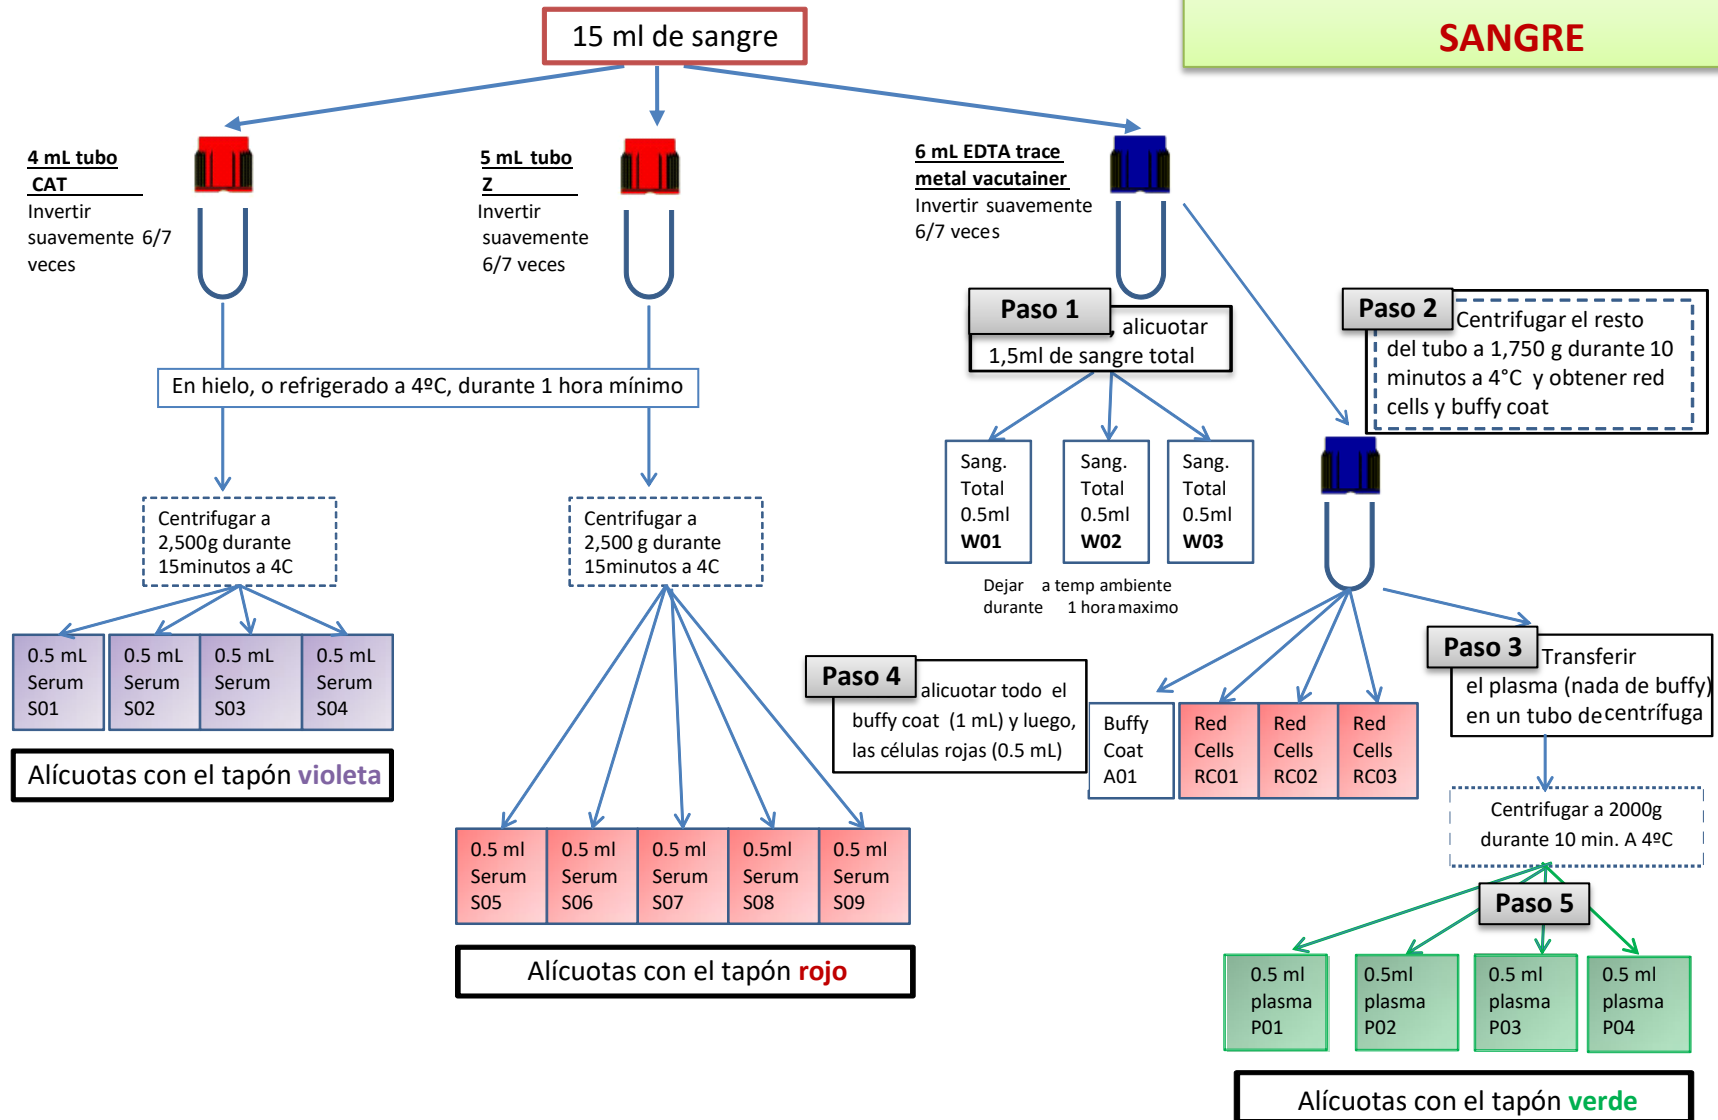 15 ml de sangre
SANGRE
4 mL tubo
CAT
Invertir
suavemente 6/7
veces
5 mL tubo
Z
Invertir
suavemente
6/7 veces
6 mL EDTA trace
metal vacutainer
Invertir suavemente
6/7 veces
En hielo, o refrigerado a 4ºC, durante 1 hora mínimo
Paso 1
, alicuotar
1,5ml de sangre total
Paso 2
Centrifugar el resto
del tubo a 1,750 g durante 10
minutos a 4°C y obtener red
cells y buffy coat
Sang.
Total
0.5ml
W01
Sang.
Total
0.5ml
W02
Sang.
Total
0.5ml
W03
Dejar a temp ambiente
durante 1 hora maximo
Centrifugar a
2,500g durante
15minutos a 4C
Centrifugar a
2,500 g durante
15minutos a 4C
0.5 mL
Serum
S01
0.5 mL
Serum
S02
0.5 mL
Serum
S03
0.5 mL
Serum
S04
Alícuotas con el tapón violeta
Paso 4
alicuotar todo el
buffy coat (1 mL) y luego,
las células rojas (0.5 mL)
Buffy
Coat
A01
Red
Cells
RC01
Red
Cells
RC02
Red
Cells
RC03
Paso 3
Transferir
el plasma (nada de buffy)
en un tubo de centrífuga
Centrifugar a 2000g
durante 10 min. A 4ºC
0.5 ml
Serum
S05
0.5 ml
Serum
S06
0.5 ml
Serum
S07
0.5ml
Serum
S08
0.5 ml
Serum
S09
Alícuotas con el tapón rojo
Paso 5
0.5 ml
plasma
P01
0.5ml
plasma
P02
0.5 ml
plasma
P03
0.5 ml
plasma
P04
Alícuotas con el tapón verde